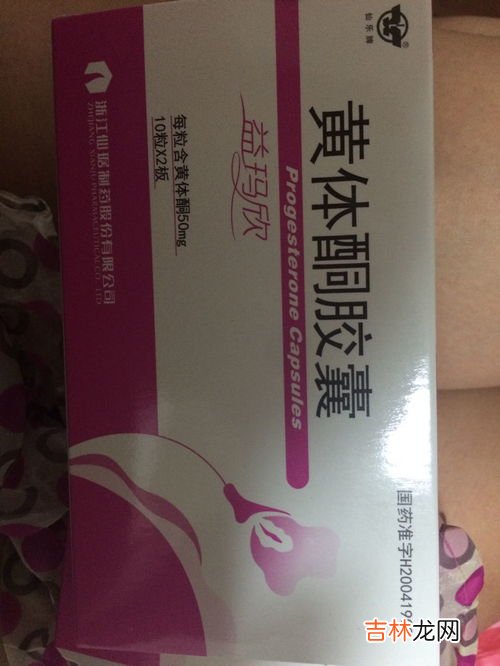 仙乐牌
®
黄体酮胶囊
Progesterone Capsules
益玛欣
每粒含黄体酮50mg
10粒X2板
浙江仙琚制药股份有限公司
ZHEJIANG XIANJU PHARMACEUTICAL CO.,LTD
国药准字H2004190
吉林龙网